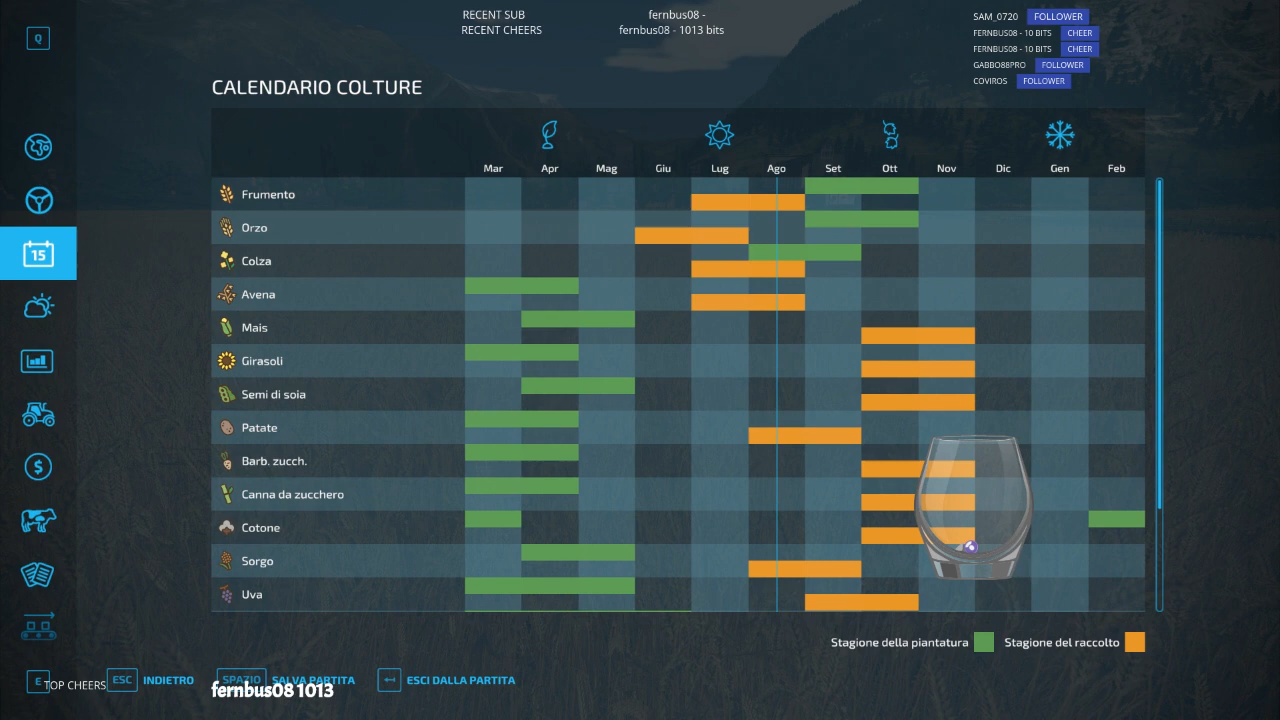 Q
RECENT SUB fernbus08 -
RECENT CHEERS fernbus08 - 1013 bits
SAM_0720 FOLLOWER
FERNBUS08 - 10 BITS CHEER
FERNBUS08 - 10 BITS CHEER
GABBO88PRO FOLLOWER
COVIROS FOLLOWER
CALENDARIO COLTURE
Mar Apr Mag Giu Lug Ago Set Ott Nov Dic Gen Feb
Frumento
Orzo
15
Colza
Avena
Mais
Girasoli
Semi di soia
Patate
Barb. zucch.
$
Canna da zucchero
Cotone
Sorgo
Uva
Stagione della piantatura Stagione del raccolto
E TOP CHEERS ESC INDIETRO SPAZIO SALVA PARTITA ESCI DALLA PARTITA
fernbus08 1013